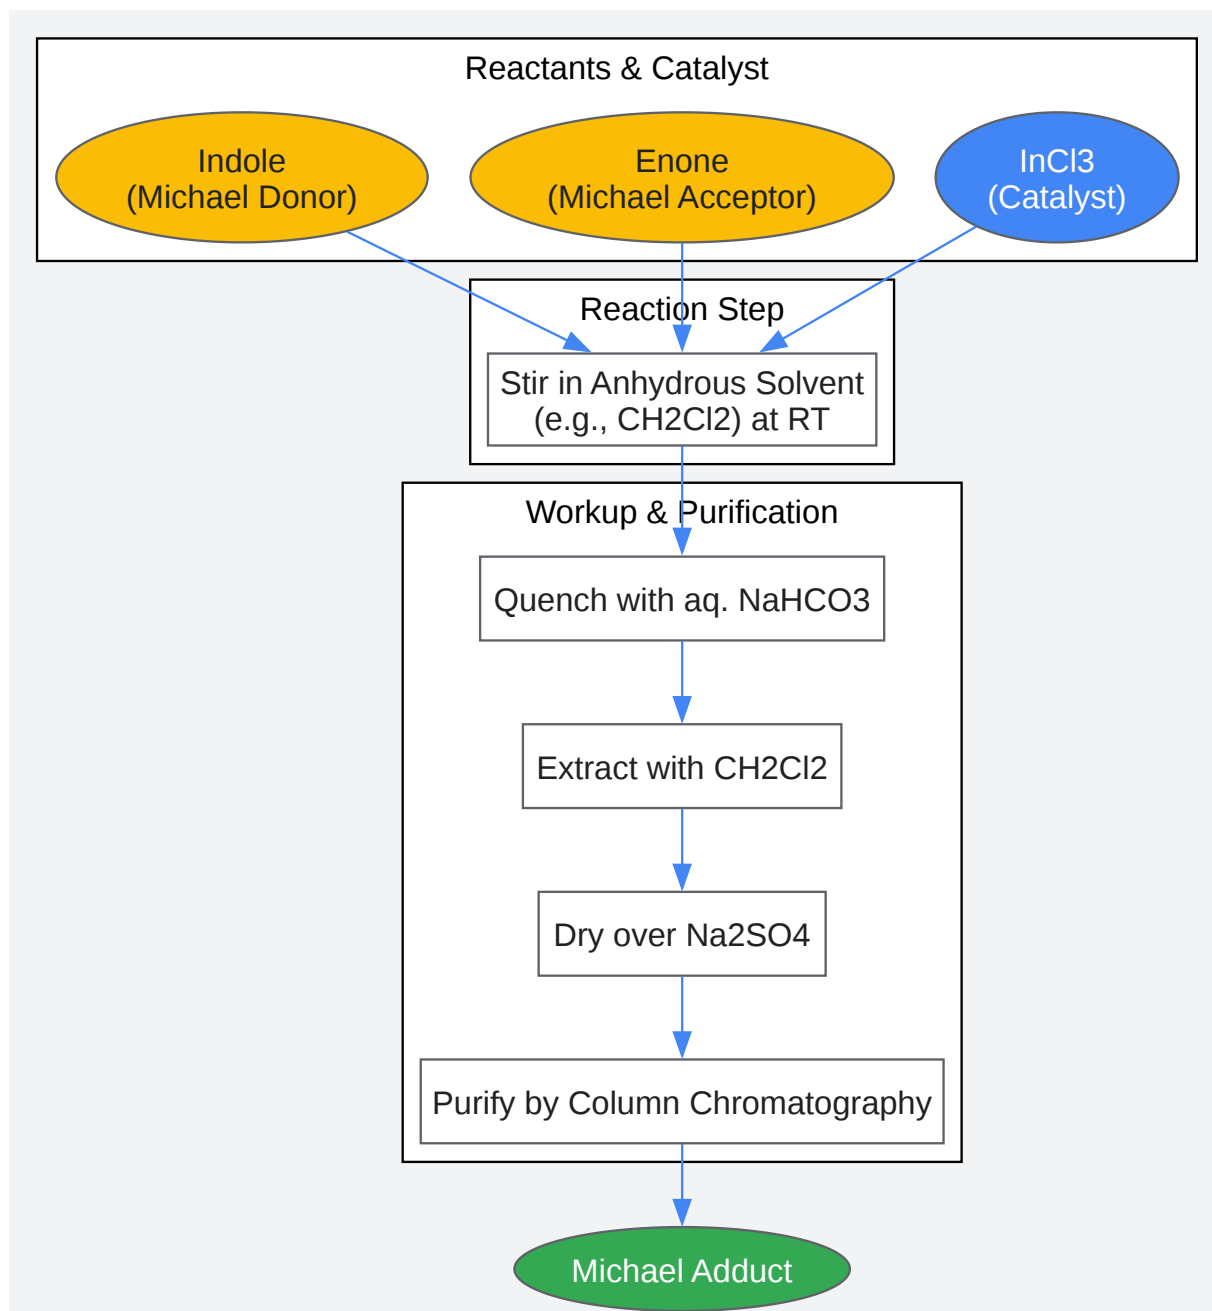 Reactants & Catalyst
Indole
(Michael Donor)
Enone
(Michael Acceptor)
InCl3
(Catalyst)
Reaction Step
Stir in Anhydrous Solvent
(e.g., CH2Cl2) at RT
Workup & Purification
Quench with aq. NaHCO3
Extract with CH2Cl2
Dry over Na2SO4
Purify by Column Chromatography
Michael Adduct